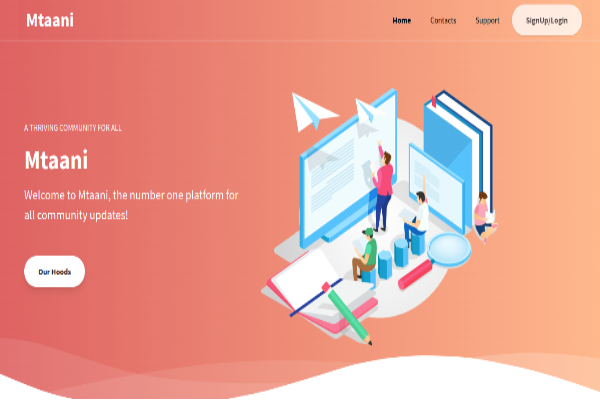 Mtaani
Home
Contacts
Support
SignUp/Login
A THRIVING COMMUNITY FOR ALL
Mtaani
Welcome to Mtaani, the number one platform for
all community updates!
Our Hoods